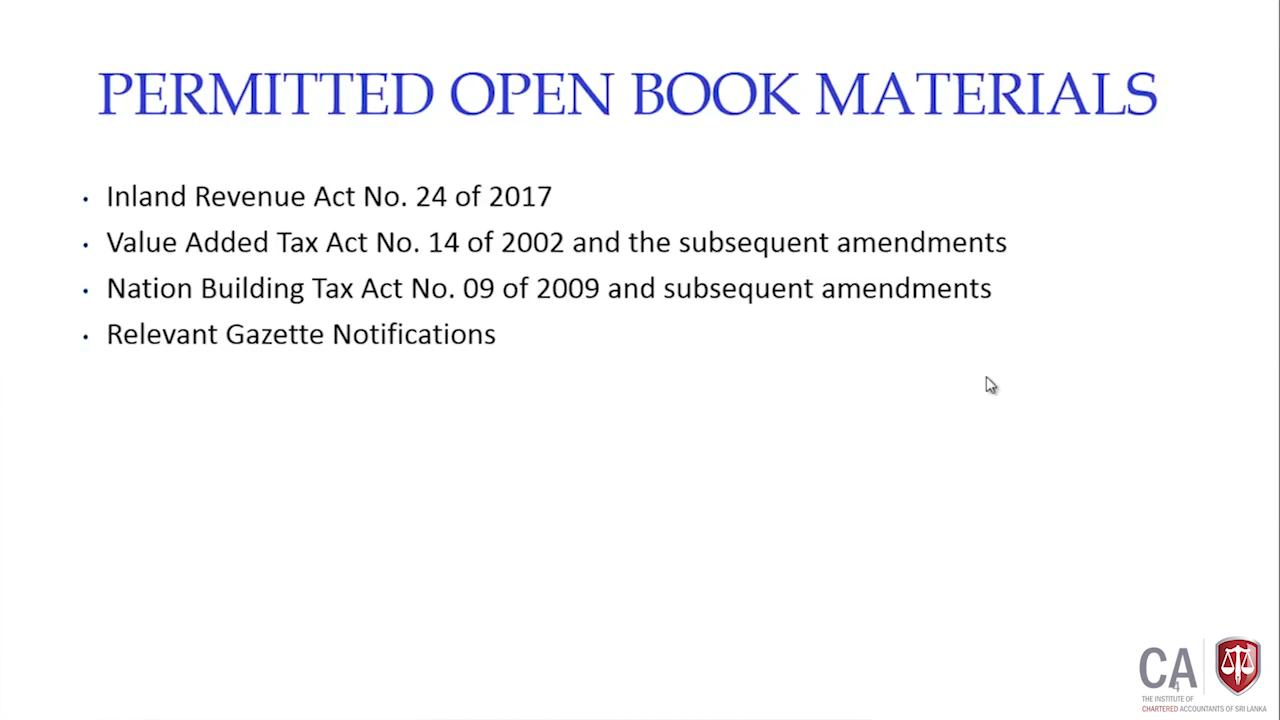 PERMITTED OPEN BOOK MATERIALS
• Inland Revenue Act No. 24 of 2017
• Value Added Tax Act No. 14 of 2002 and the subsequent amendments
• Nation Building Tax Act No. 09 of 2009 and subsequent amendments
• Relevant Gazette Notifications
CA
4
THE INSTITUTE OF
CHARTERED ACCOUNTANTS OF SRI LANKA